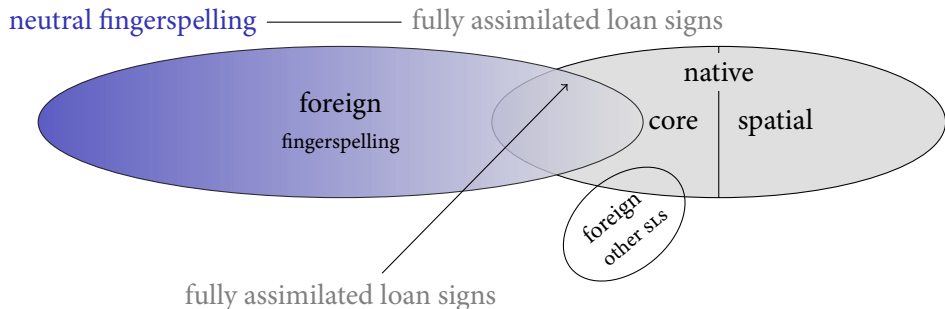 neutral fingerspelling fully assimilated loan signs
native
foreign
core spatial
fingerspelling
foreign
other SLs
fully assimilated loan signs